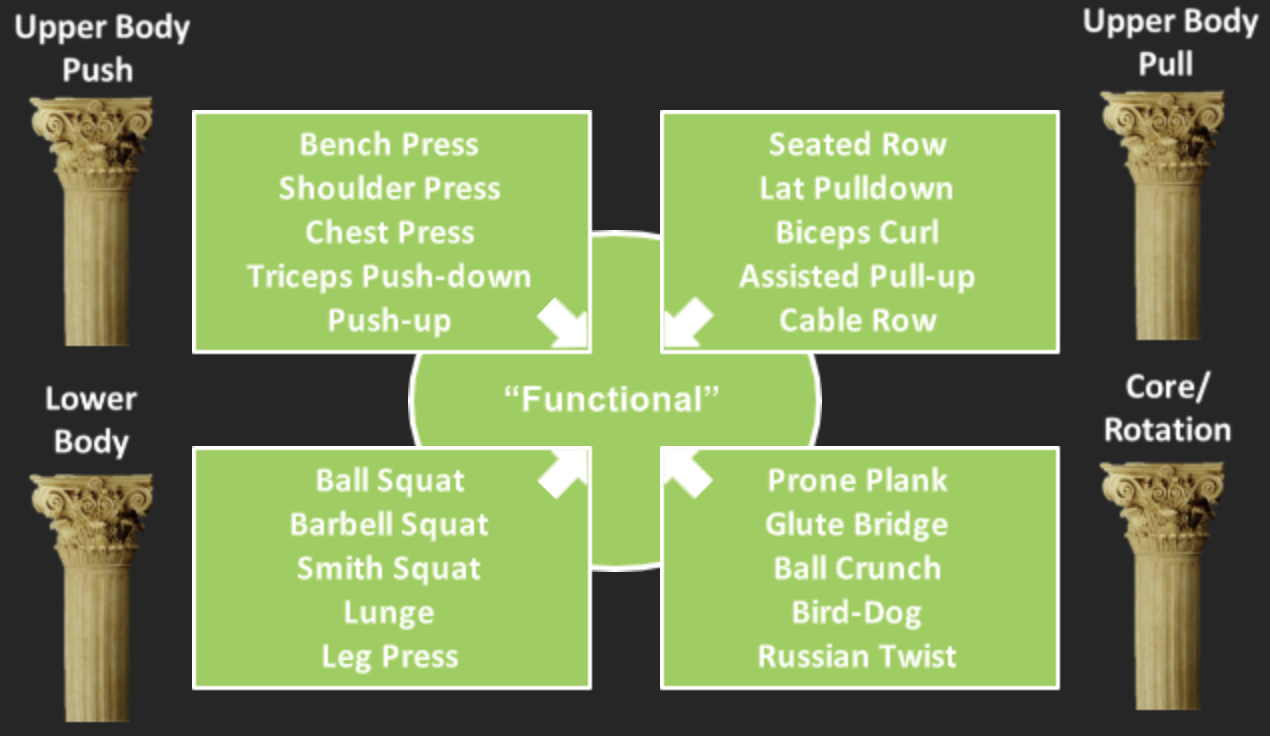 Upper Body
Push
Bench Press
Shoulder Press
Chest Press
Triceps Push-down
Push-up
Upper Body
Pull
Seated Row
Lat Pulldown
Biceps Curl
Assisted Pull-up
Cable Row
“Functional”
Lower
Body
Ball Squat
Barbell Squat
Smith Squat
Lunge
Leg Press
Core/
Rotation
Prone Plank
Glute Bridge
Ball Crunch
Bird-Dog
Russian Twist